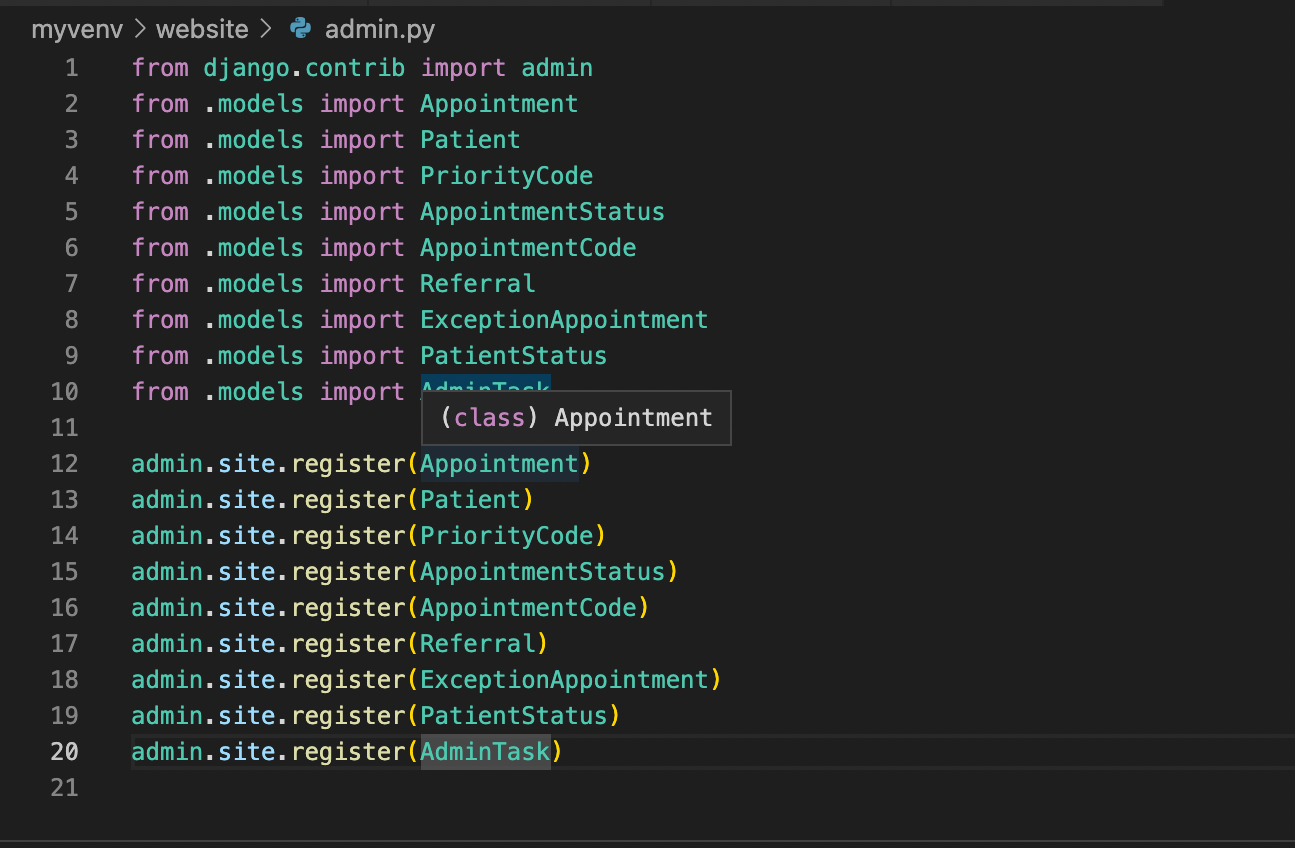 myvenv > website > admin.py
1 from django.contrib import admin
2 from .models import Appointment
3 from .models import Patient
4 from .models import PriorityCode
5 from .models import AppointmentStatus
6 from .models import AppointmentCode
7 from .models import Referral
8 from .models import ExceptionAppointment
9 from .models import PatientStatus
10 from .models import AdminTask
(class) Appointment
11
12 admin.site.register(Appointment)
13 admin.site.register(Patient)
14 admin.site.register(PriorityCode)
15 admin.site.register(AppointmentStatus)
16 admin.site.register(AppointmentCode)
17 admin.site.register(Referral)
18 admin.site.register(ExceptionAppointment)
19 admin.site.register(PatientStatus)
20 admin.site.register(AdminTask)
21